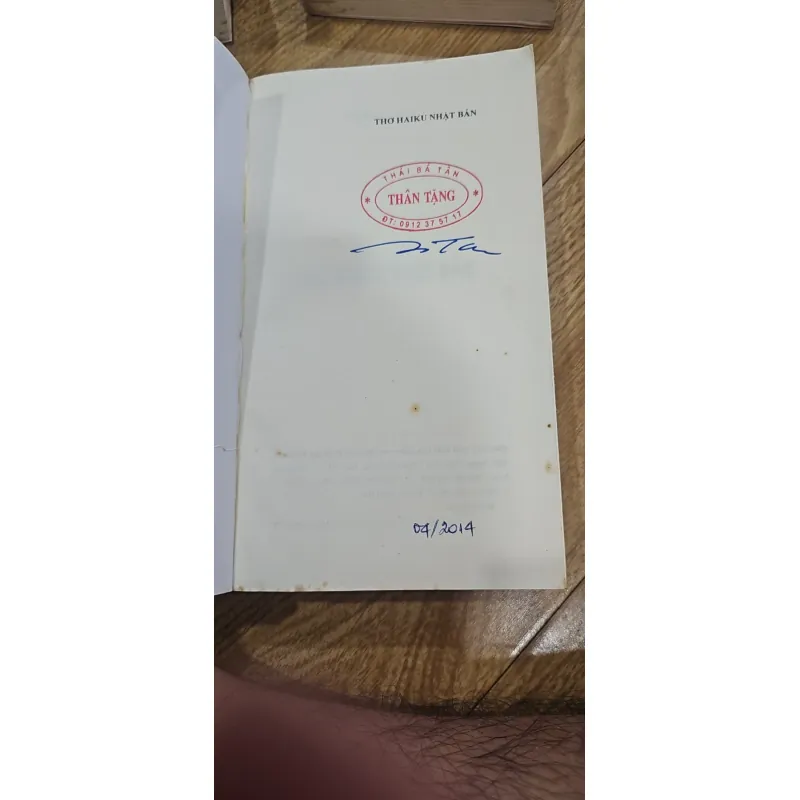 THƠ HAIKU NHẬT BẢN
THÁI BÁ TÂN
* THÂN TẶNG *
ĐT: 0912 37 57 17
04/2014